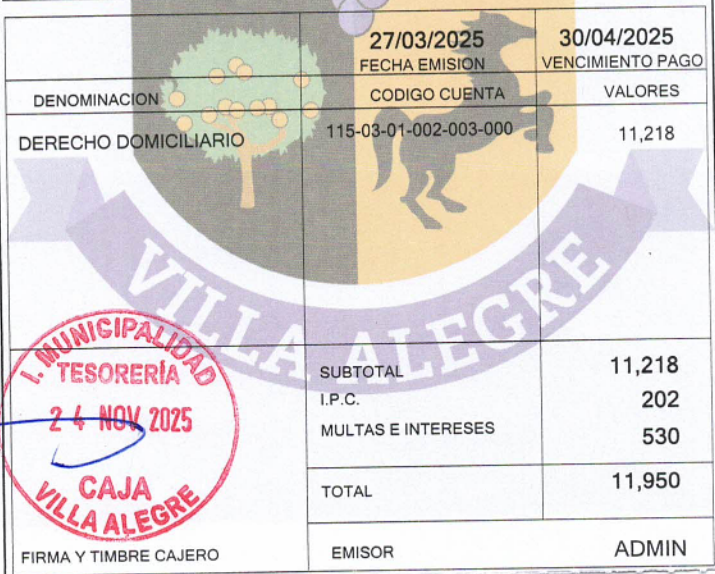 27/03/2025 30/04/2025
FECHA EMISION VENCIMIENTO PAGO
DENOMINACION CODIGO CUENTA VALORES
DERECHO DOMICILIARIO 115-03-01-002-003-000 11,218
VILLA ALEGRE
I. MUNICIPALIDAD
TESORERÍA
24 NOV 2025
CAJA
VILLA ALEGRE
SUBTOTAL 11,218
I.P.C. 202
MULTAS E INTERESES 530
TOTAL 11,950
FIRMA Y TIMBRE CAJERO EMISOR ADMIN